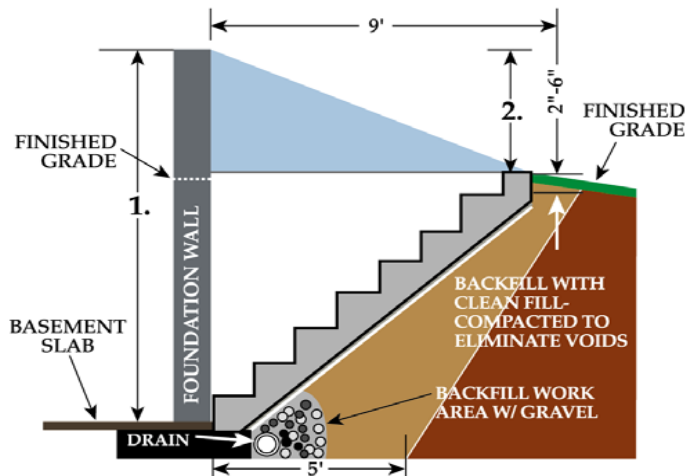 9'
1.
2.
2"-6"
FINISHED
GRADE
FINISHED
GRADE
FOUNDATION WALL
BASEMENT
SLAB
BACKFILL WITH
CLEAN FILL-
COMPACTED TO
ELIMINATE VOIDS
BACKFILL WORK
AREA W/ GRAVEL
DRAIN
5'